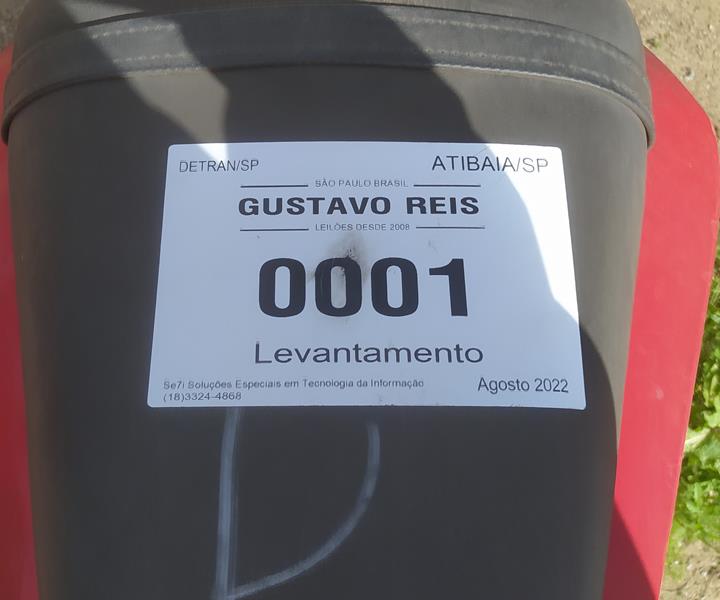 DETRAN/SP ATIBAIA/SP
SÃO PAULO BRASIL
GUSTAVO REIS
LEILÕES DESDE 2008
0001
Levantamento
Se7i Soluções Especiais em Tecnologia da Informação
(18)3324-4868 Agosto 2022